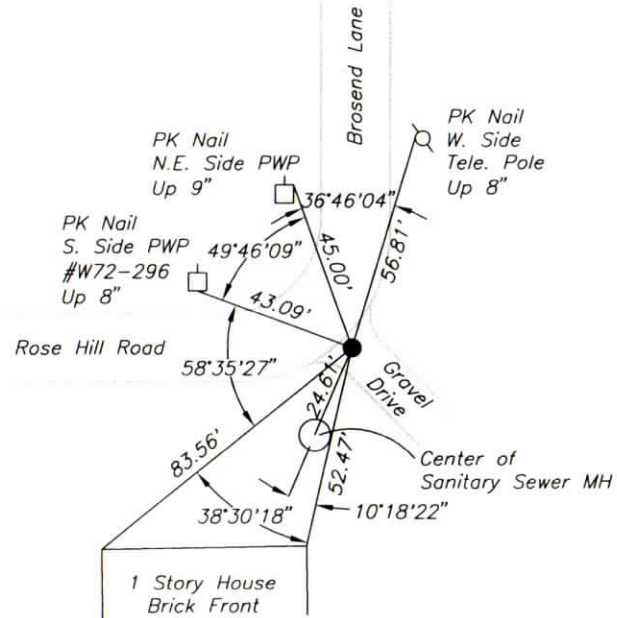 Brosend Lane
PK Nail
W. Side
Tele. Pole
Up 8"
PK Nail
N.E. Side PWP
Up 9"
36°46'04"
PK Nail
S. Side PWP
#W72-296
Up 8"
49°46'09"
45.00'
56.81'
43.09'
Rose Hill Road
58°35'27"
Gravel
Drive
24.61'
83.56'
52.47'
Center of
Sanitary Sewer MH
38°30'18"
10°18'22"
1 Story House
Brick Front